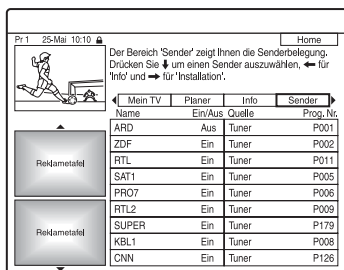 Pr 1 25-Mai 10:10 Home
Der Bereich 'Sender' zeigt Ihnen die Senderbelegung.
Drücken Sie ⬇ um einen Sender auszuwählen, ⬅ für
'Info' und ➡ für 'Installation'.
Mein TV Planer Info Sender
Name Ein/Aus Quelle Prog. Nr.
ARD Aus Tuner P001
ZDF Ein Tuner P002
RTL Ein Tuner P011
SAT1 Ein Tuner P005
PRO7 Ein Tuner P006
RTL2 Ein Tuner P009
SUPER Ein Tuner P179
KBL1 Ein Tuner P008
CNN Ein Tuner P126
Reklametafel
Reklametafel